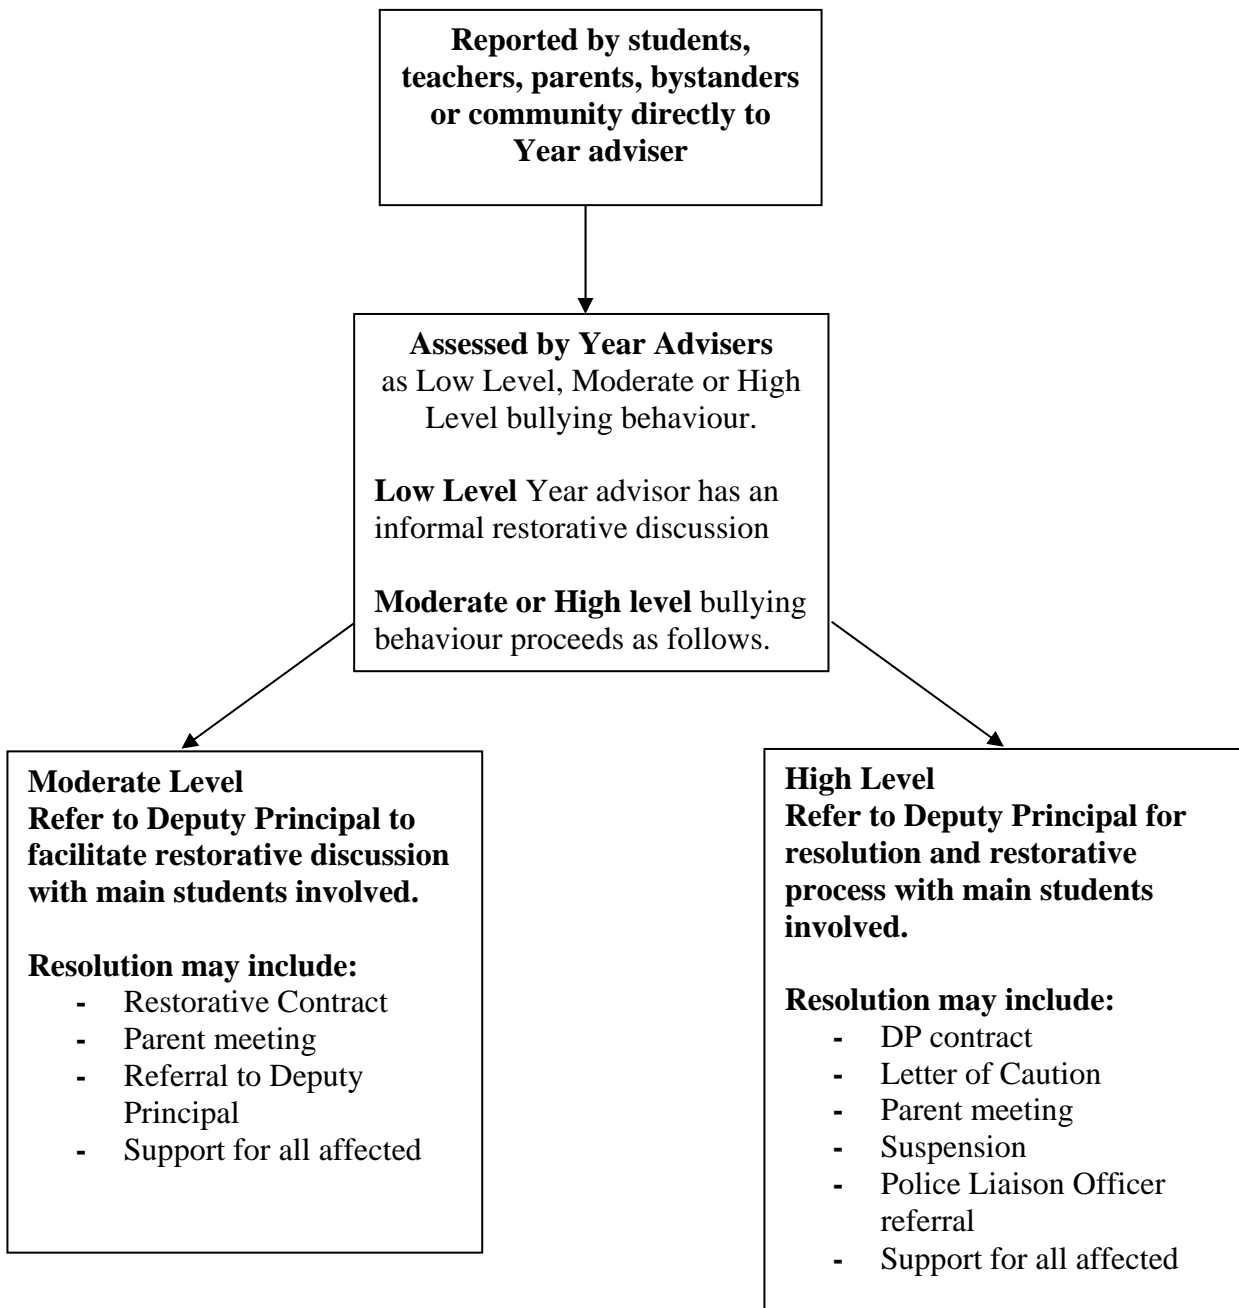 Reported by students,
teachers, parents, bystanders
or community directly to
Year adviser
Assessed by Year Advisers
as Low Level, Moderate or High
Level bullying behaviour.
Low Level Year advisor has an
informal restorative discussion
Moderate or High level bullying
behaviour proceeds as follows.
Moderate Level
Refer to Deputy Principal to
facilitate restorative discussion
with main students involved.
Resolution may include:
- Restorative Contract
- Parent meeting
- Referral to Deputy
Principal
- Support for all affected
High Level
Refer to Deputy Principal for
resolution and restorative
process with main students
involved.
Resolution may include:
- DP contract
- Letter of Caution
- Parent meeting
- Suspension
- Police Liaison Officer
referral
- Support for all affected